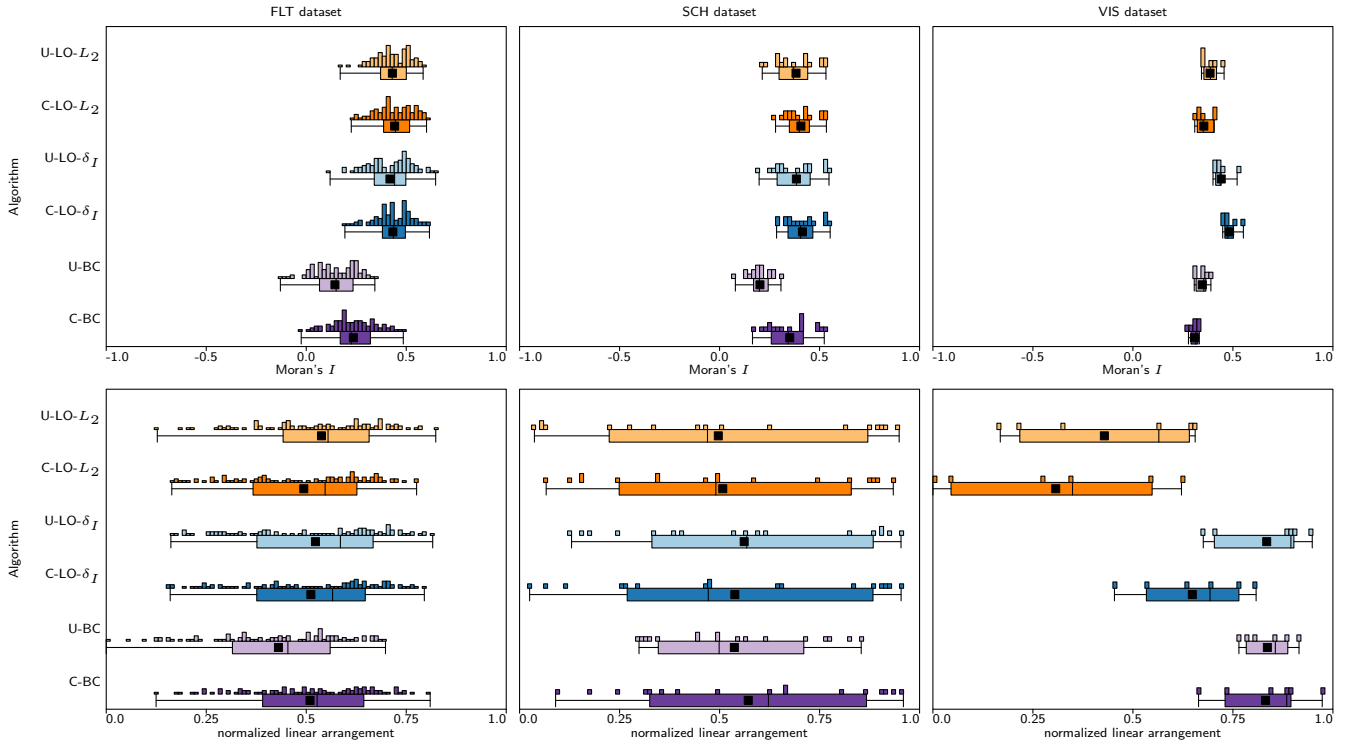 FLT dataset
SCH dataset
VIS dataset
Algorithm
U-LO-L2
C-LO-L2
U-LO-δI
C-LO-δI
U-BC
C-BC
-1.0 -0.5 0.0 0.5 1.0
-1.0 -0.5 0.0 0.5 1.0
-1.0 -0.5 0.0 0.5 1.0
Moran's I
Moran's I
Moran's I
Algorithm
U-LO-L2
C-LO-L2
U-LO-δI
C-LO-δI
U-BC
C-BC
0.0 0.25 0.5 0.75 1.0
0.0 0.25 0.5 0.75 1.0
0.0 0.25 0.5 0.75 1.0
normalized linear arrangement
normalized linear arrangement
normalized linear arrangement